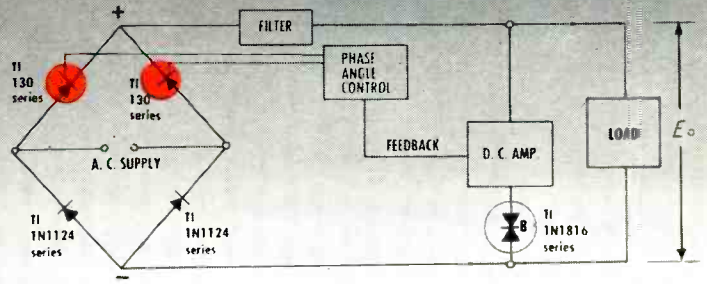 +
FILTER
TI
130
series
TI
130
series
PHASE
ANGLE
CONTROL
A. C. SUPPLY
FEEDBACK
D. C. AMP.
LOAD
E o
TI
1N1124
series
TI
1N1124
series
B
TI
1N1816
series
–